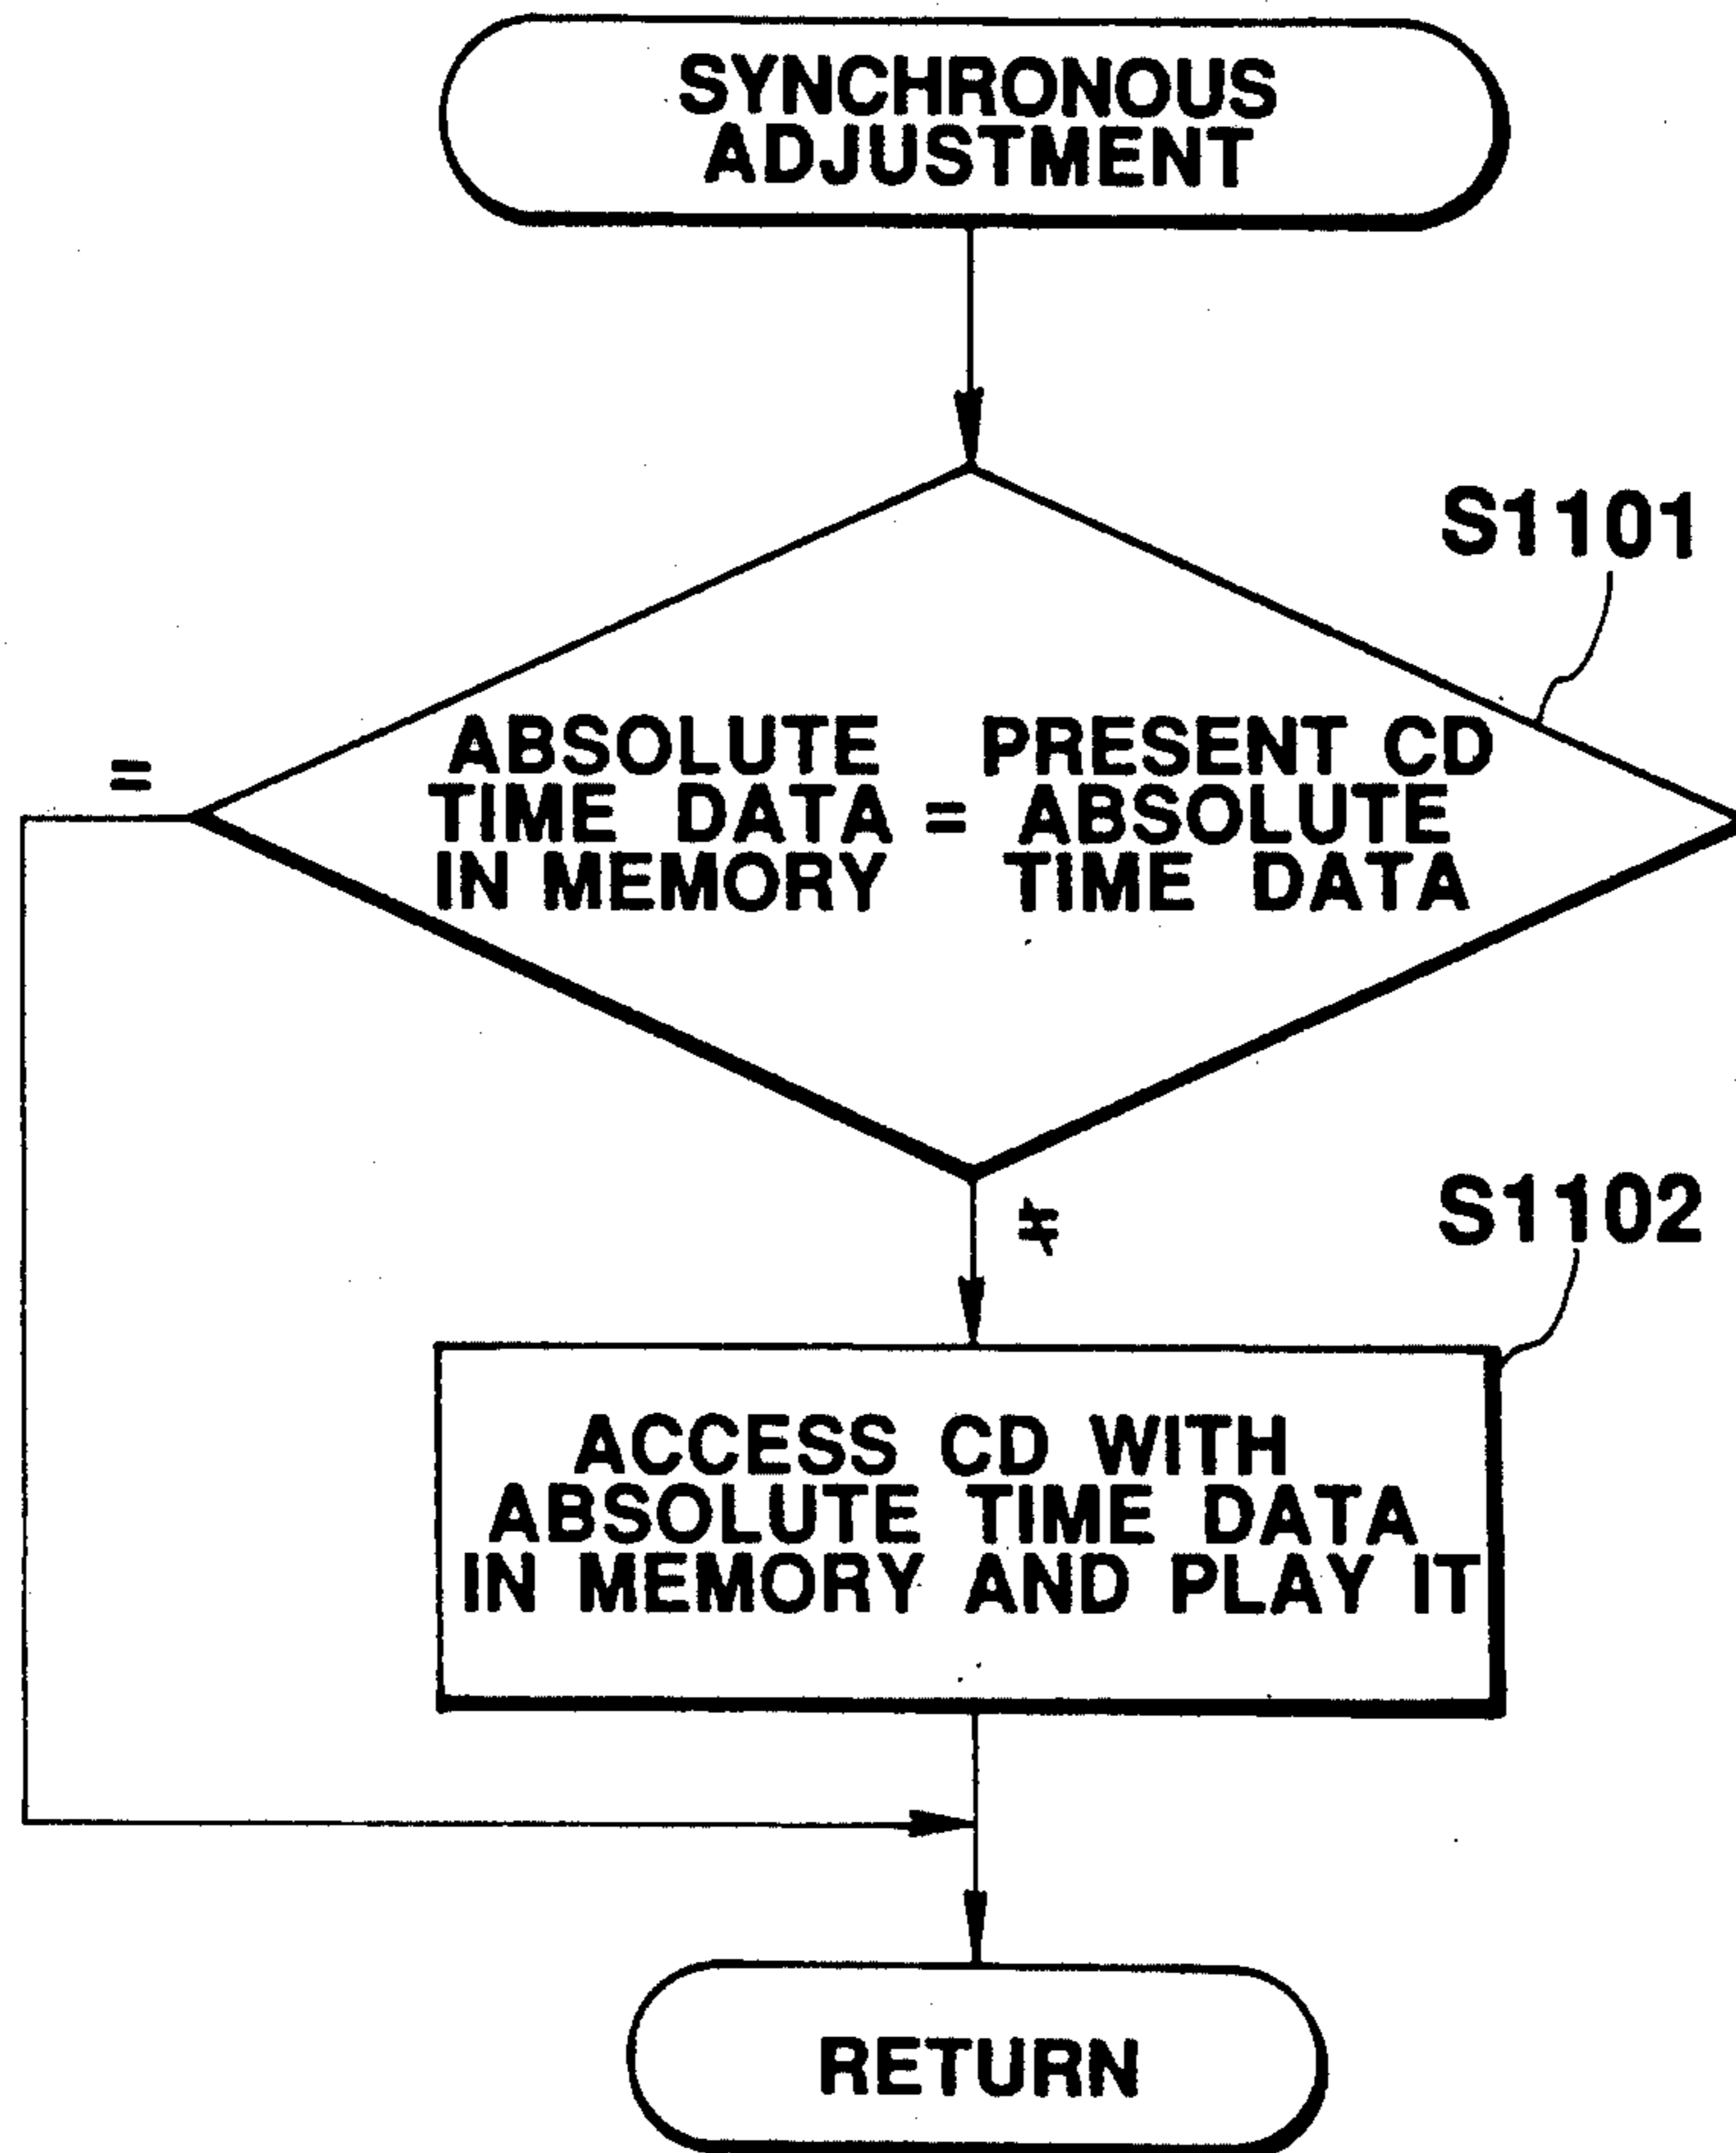 SYNCHRONOUS
ADJUSTMENT
S1101
=
ABSOLUTE PRESENT CD
TIME DATA = ABSOLUTE
IN MEMORY TIME DATA
≠
S1102
ACCESS CD WITH
ABSOLUTE TIME DATA
IN MEMORY AND PLAY IT
RETURN